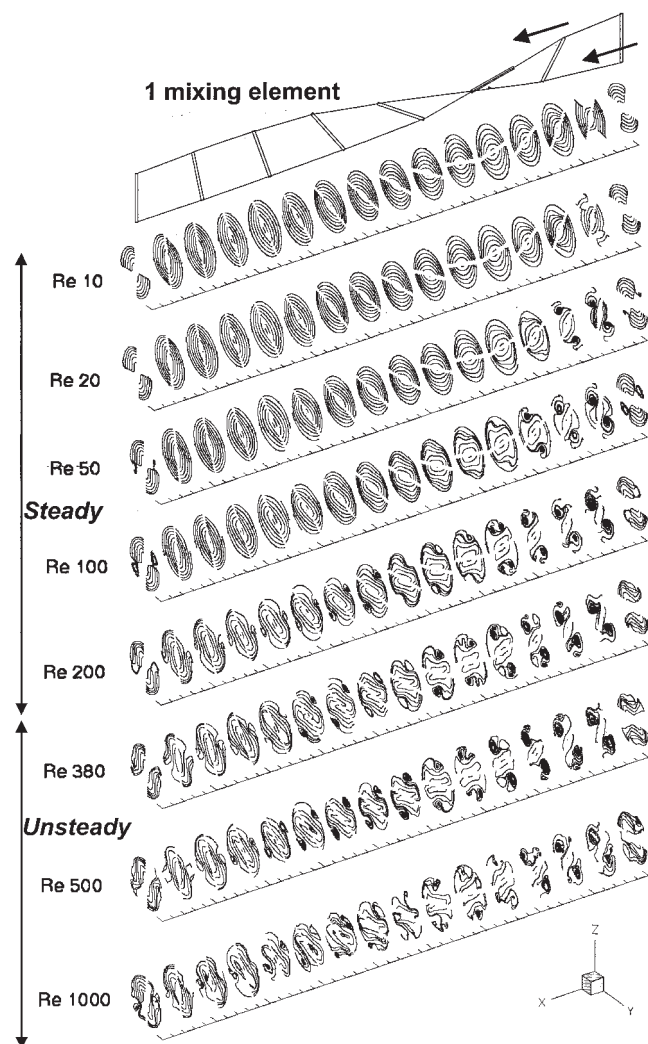 1 mixing element
Re 10
Re 20
Re 50
Steady
Re 100
Re 200
Re 380
Unsteady
Re 500
Re 1000
Z
X
Y